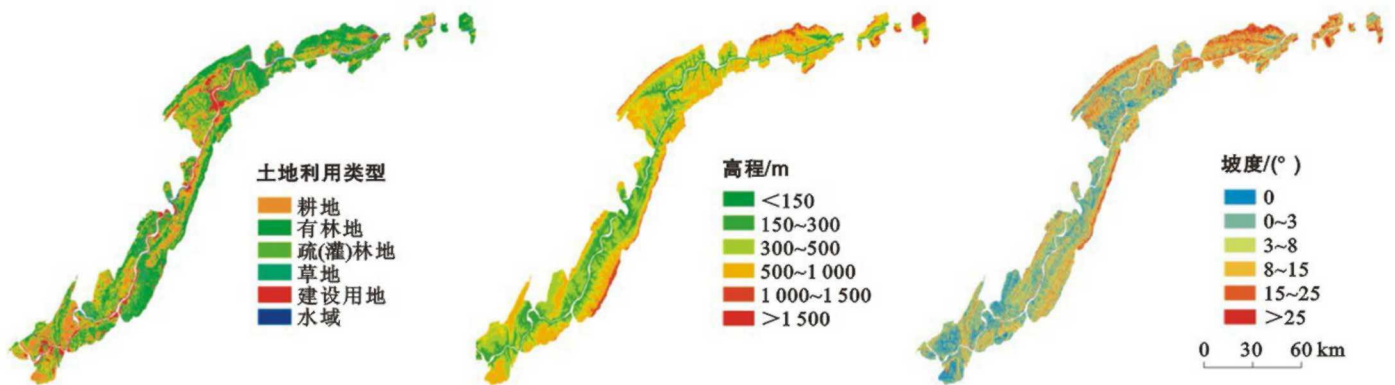 土地利用类型
耕地
有林地
疏(灌)林地
草地
建设用地
水域
高程/m
<150
150~300
300~500
500~1 000
1 000~1 500
>1 500
坡度/(°)
0
0~3
3~8
8~15
15~25
>25
0 30 60 km